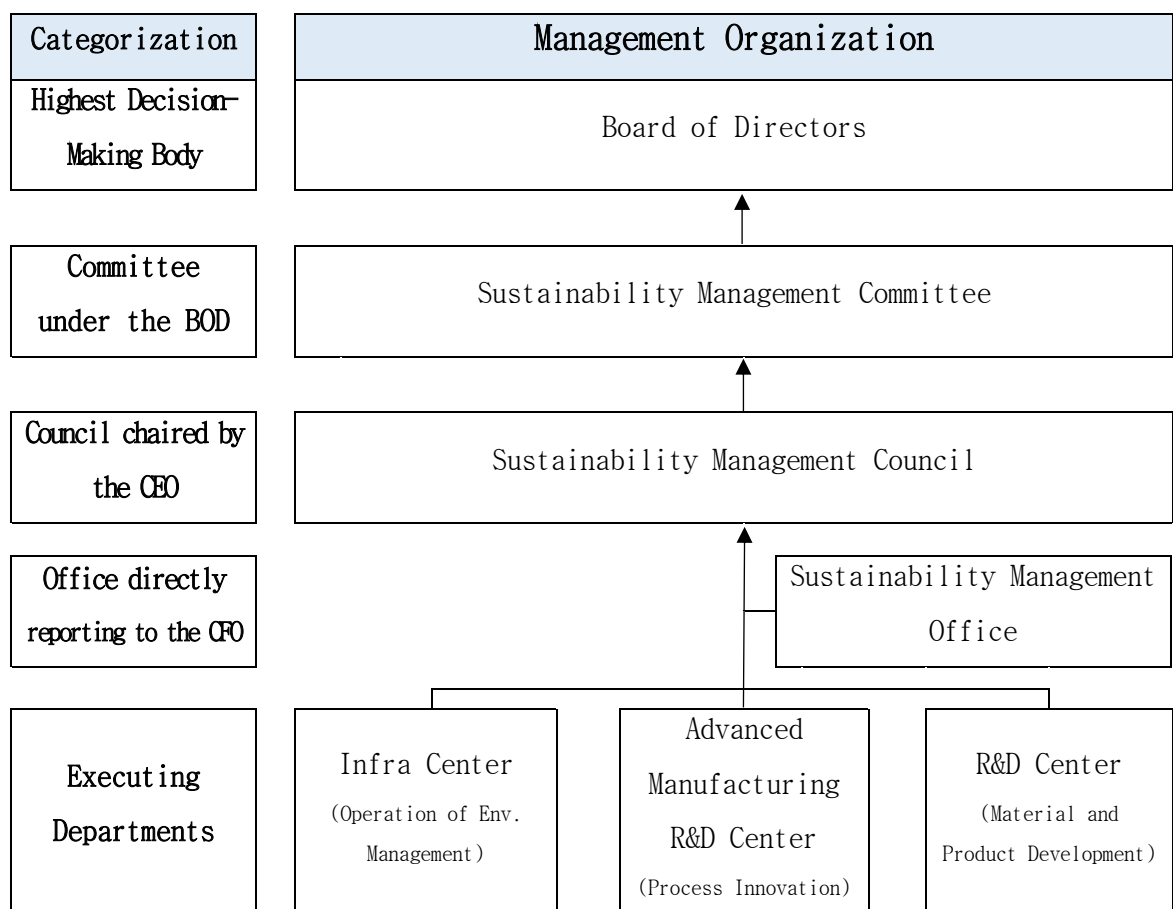 Categorization
Management Organization
Highest Decision-
Making Body
Board of Directors
Committee
under the BOD
Sustainability Management Committee
Council chaired by
the CEO
Sustainability Management Council
Office directly
reporting to the CFO
Sustainability Management
Office
Executing
Departments
Infra Center
(Operation of Env.
Management)
Advanced
Manufacturing
R&D Center
(Process Innovation)
R&D Center
(Material and
Product Development)